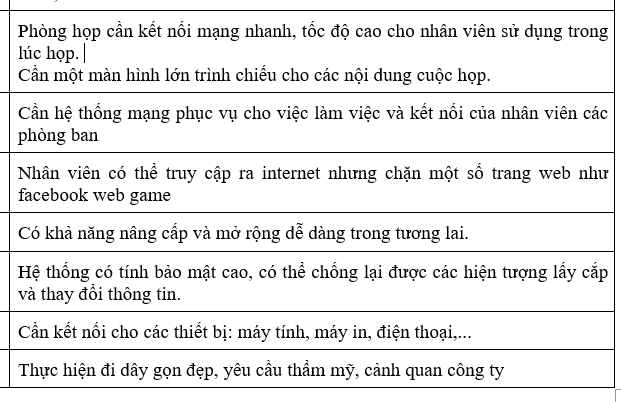 Phòng họp cần kết nối mạng nhanh, tốc độ cao cho nhân viên sử dụng trong
lúc họp.
Cần một màn hình lớn trình chiếu cho các nội dung cuộc họp.
Cần hệ thống mạng phục vụ cho việc làm việc và kết nối của nhân viên các
phòng ban
Nhân viên có thể truy cập ra internet nhưng chặn một số trang web như
facebook web game
Có khả năng nâng cấp và mở rộng dễ dàng trong tương lai.
Hệ thống có tính bảo mật cao, có thể chống lại được các hiện tượng lấy cắp
và thay đổi thông tin.
Cần kết nối cho các thiết bị: máy tính, máy in, điện thoại,...
Thực hiện đi dây gọn đẹp, yêu cầu thẩm mỹ, cảnh quan công ty